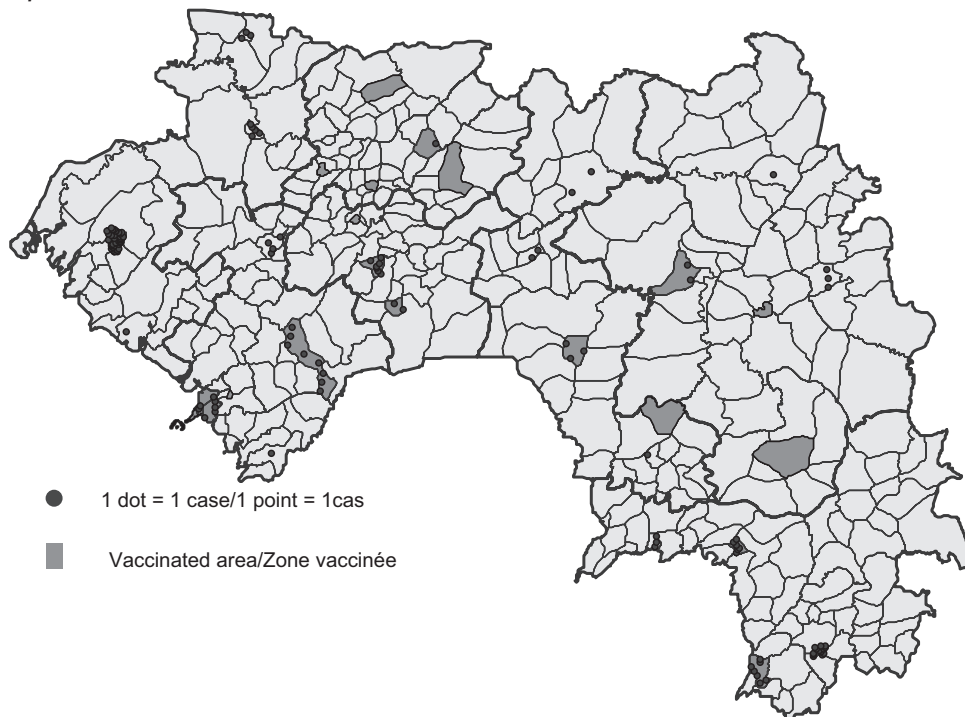 1 dot = 1 case/1 point = 1cas
Vaccinated area/Zone vaccinée